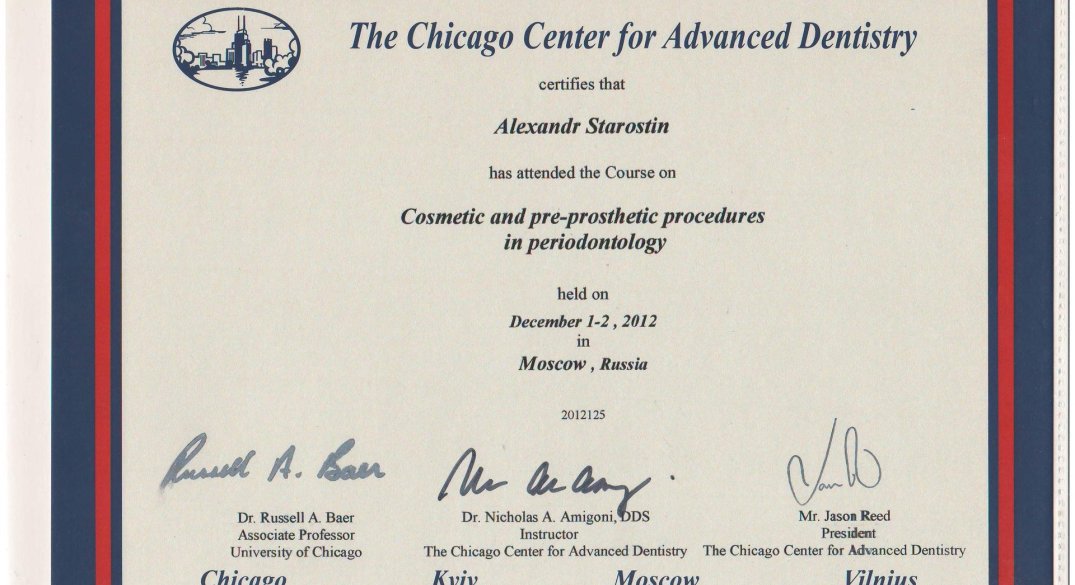 The Chicago Center for Advanced Dentistry
certifies that
Alexandr Starostin
has attended the Course on
Cosmetic and pre-prosthetic procedures
in periodontology
held on
December 1-2 , 2012
in
Moscow , Russia
2012125
Russell A. Baer
Dr. Russell A. Baer
Associate Professor
University of Chicago
Dr. Nicholas A. Amigoni, DDS
Instructor
The Chicago Center for Advanced Dentistry
Mr. Jason Reed
President
The Chicago Center for Advanced Dentistry
Chicago Kyiv Moscow Vilnius